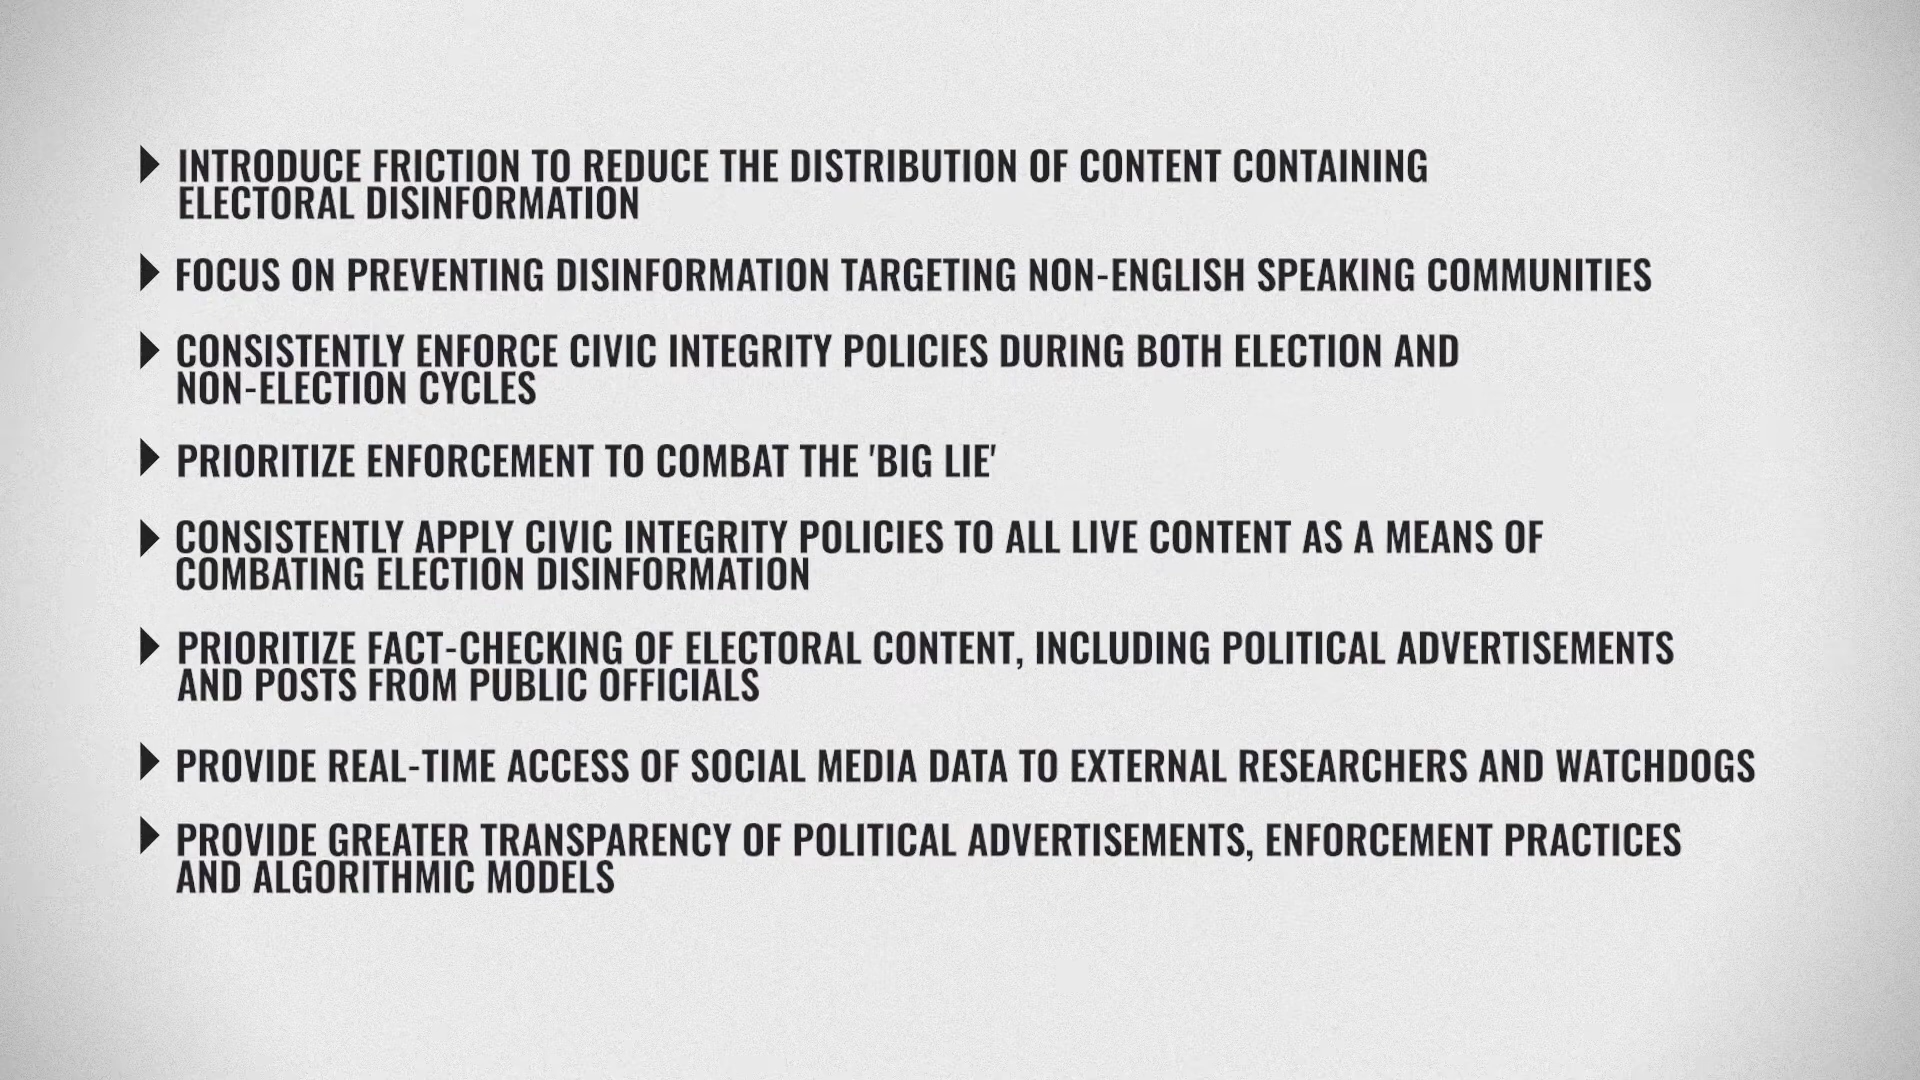 INTRODUCE FRICTION TO REDUCE THE DISTRIBUTION OF CONTENT CONTAINING
ELECTORAL DISINFORMATION
FOCUS ON PREVENTING DISINFORMATION TARGETING NON-ENGLISH SPEAKING COMMUNITIES
CONSISTENTLY ENFORCE CIVIC INTEGRITY POLICIES DURING BOTH ELECTION AND
NON-ELECTION CYCLES
PRIORITIZE ENFORCEMENT TO COMBAT THE 'BIG LIE'
CONSISTENTLY APPLY CIVIC INTEGRITY POLICIES TO ALL LIVE CONTENT AS A MEANS OF
COMBATING ELECTION DISINFORMATION
PRIORITIZE FACT-CHECKING OF ELECTORAL CONTENT, INCLUDING POLITICAL ADVERTISEMENTS
AND POSTS FROM PUBLIC OFFICIALS
PROVIDE REAL-TIME ACCESS OF SOCIAL MEDIA DATA TO EXTERNAL RESEARCHERS AND WATCHDOGS
PROVIDE GREATER TRANSPARENCY OF POLITICAL ADVERTISEMENTS, ENFORCEMENT PRACTICES
AND ALGORITHMIC MODELS